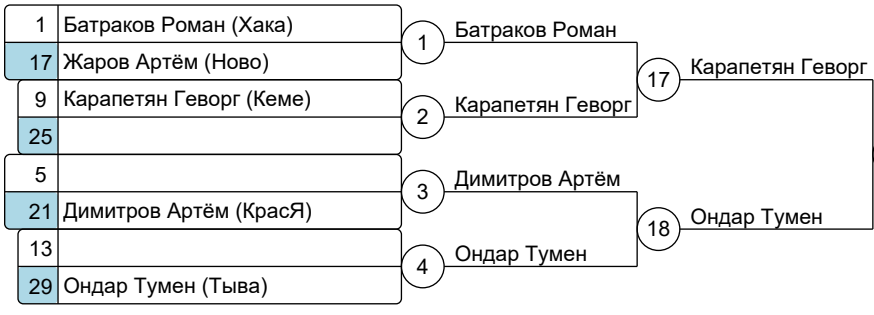 1 Батраков Роман (Хака)
17 Жаров Артём (Ново)
9 Карапетян Геворг (Кеме)
25
5
21 Димитров Артём (КрасЯ)
13
29 Ондар Тумен (Тыва)
1 Батраков Роман
2 Карапетян Геворг
3 Димитров Артём
4 Ондар Тумен
17 Карапетян Геворг
18 Ондар Тумен